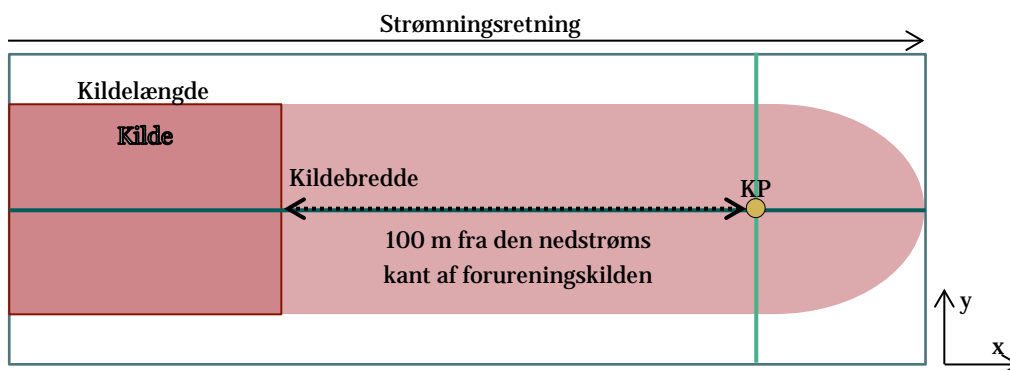 Strømningsretning
Kildelængde
Kilde
Kildebredde
KP
100 m fra den nedstrøms
kant af forureningskilden
y
x